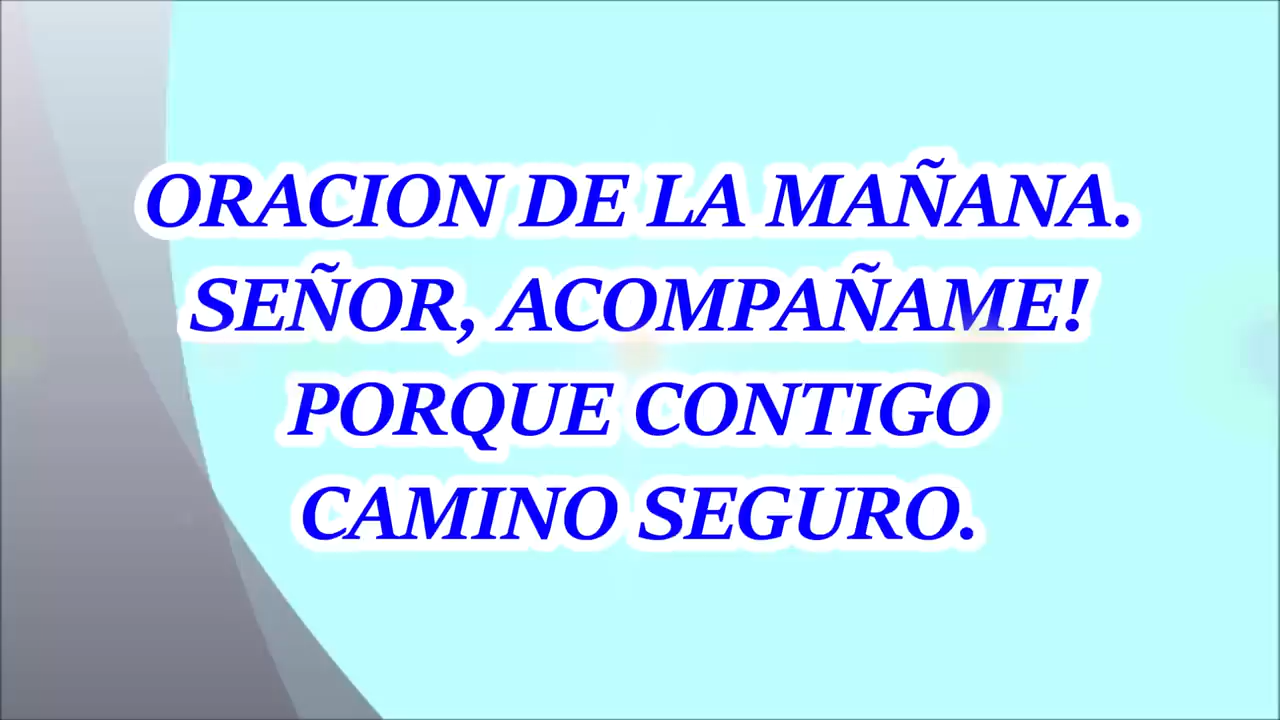 ORACION DE LA MAÑANA.
SEÑOR, ACOMPAÑAME!
PORQUE CONTIGO
CAMINO SEGURO.